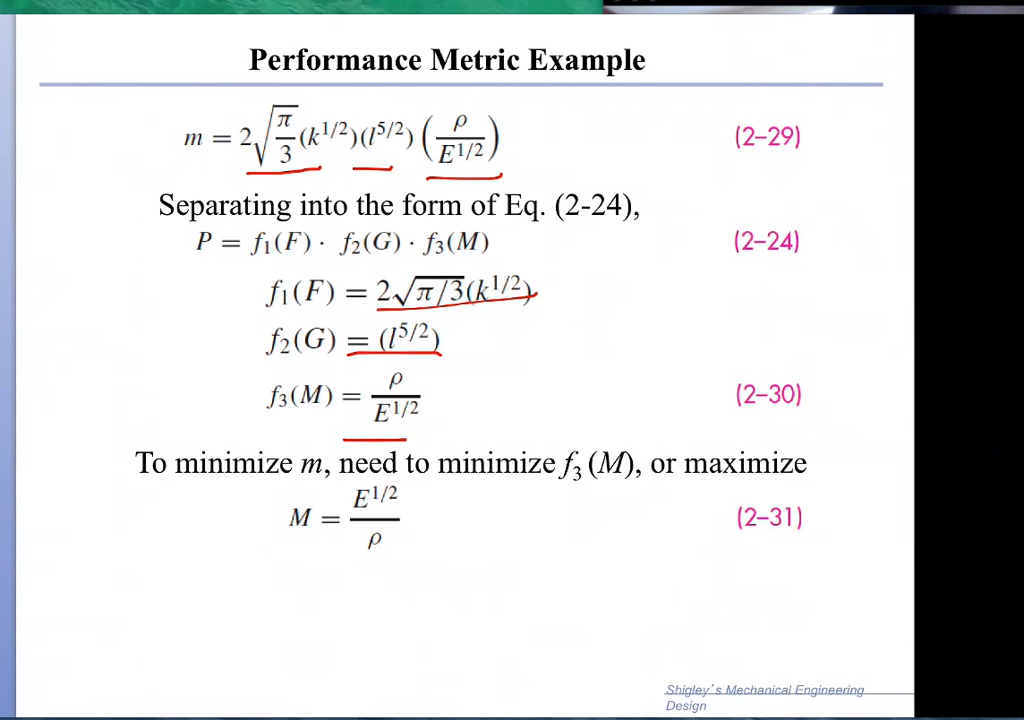 Performance Metric Example
m = 2√(π/3) (k^1/2)(l^5/2) (ρ/E^1/2) (2–29)
Separating into the form of Eq. (2-24),
P = f₁(F) · f₂(G) · f₃(M) (2–24)
f₁(F) = 2√π/3(k^1/2)
f₂(G) = (l^5/2)
f₃(M) = ρ/E^1/2 (2–30)
To minimize m, need to minimize f₃ (M), or maximize
M = E^1/2/ρ (2–31)
Shigley's Mechanical Engineering
Design